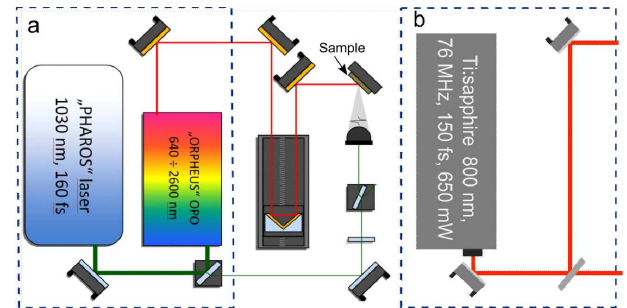 a
„PHAROS“ laser
1030 nm, 160 fs
„ORPHEUS“ OPO
640 ÷ 2600 nm
Sample
b
Ti:sapphire 800 nm,
76 MHz, 150 fs, 650 mW